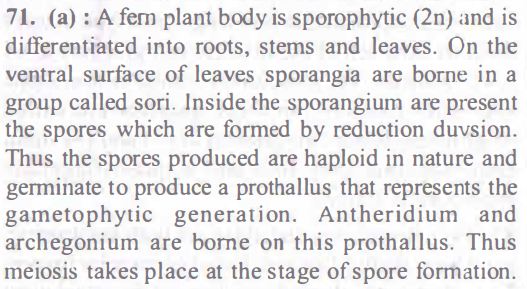 71. (a) : A fern plant body is sporophytic (2n) and is
differentiated into roots, stems and leaves. On the
ventral surface of leaves sporangia are borne in a
group called sori. Inside the sporangium are present
the spores which are formed by reduction duvsion.
Thus the spores produced are haploid in nature and
germinate to produce a prothallus that represents the
gametophytic generation. Antheridium and
archegonium are borne on this prothallus. Thus
meiosis takes place at the stage of spore formation.